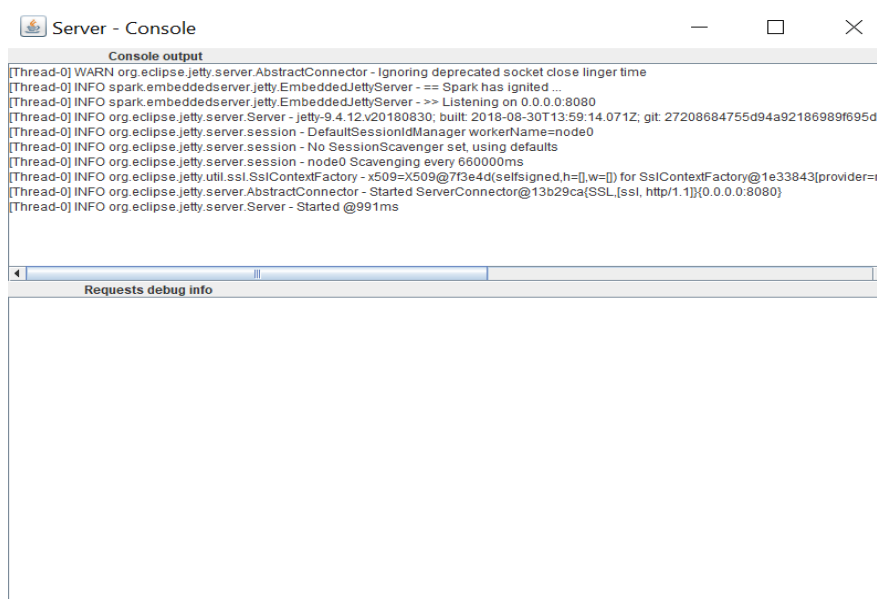 Server - Console
Console output
[Thread-0] WARN org.eclipse.jetty.server.AbstractConnector - Ignoring deprecated socket close linger time
[Thread-0] INFO spark.embeddedserver.jetty.EmbeddedJettyServer - == Spark has ignited ...
[Thread-0] INFO spark.embeddedserver.jetty.EmbeddedJettyServer - >> Listening on 0.0.0.0:8080
[Thread-0] INFO org.eclipse.jetty.server.Server - jetty-9.4.12.v20180830; built: 2018-08-30T13:59:14.071Z; git: 27208684755d94a92186989f695d
[Thread-0] INFO org.eclipse.jetty.server.session - DefaultSessionIdManager workerName=node0
[Thread-0] INFO org.eclipse.jetty.server.session - No SessionScavenger set, using defaults
[Thread-0] INFO org.eclipse.jetty.server.session - node0 Scavenging every 660000ms
[Thread-0] INFO org.eclipse.jetty.util.ssl.SslContextFactory - x509=X509@7f3e4d(selfsigned,h=[],w=[]) for SslContextFactory@1e33843[provider=
[Thread-0] INFO org.eclipse.jetty.server.AbstractConnector - Started ServerConnector@13b29ca{SSL,[ssl, http/1.1]}{0.0.0.0:8080}
[Thread-0] INFO org.eclipse.jetty.server.Server - Started @991ms
Requests debug info